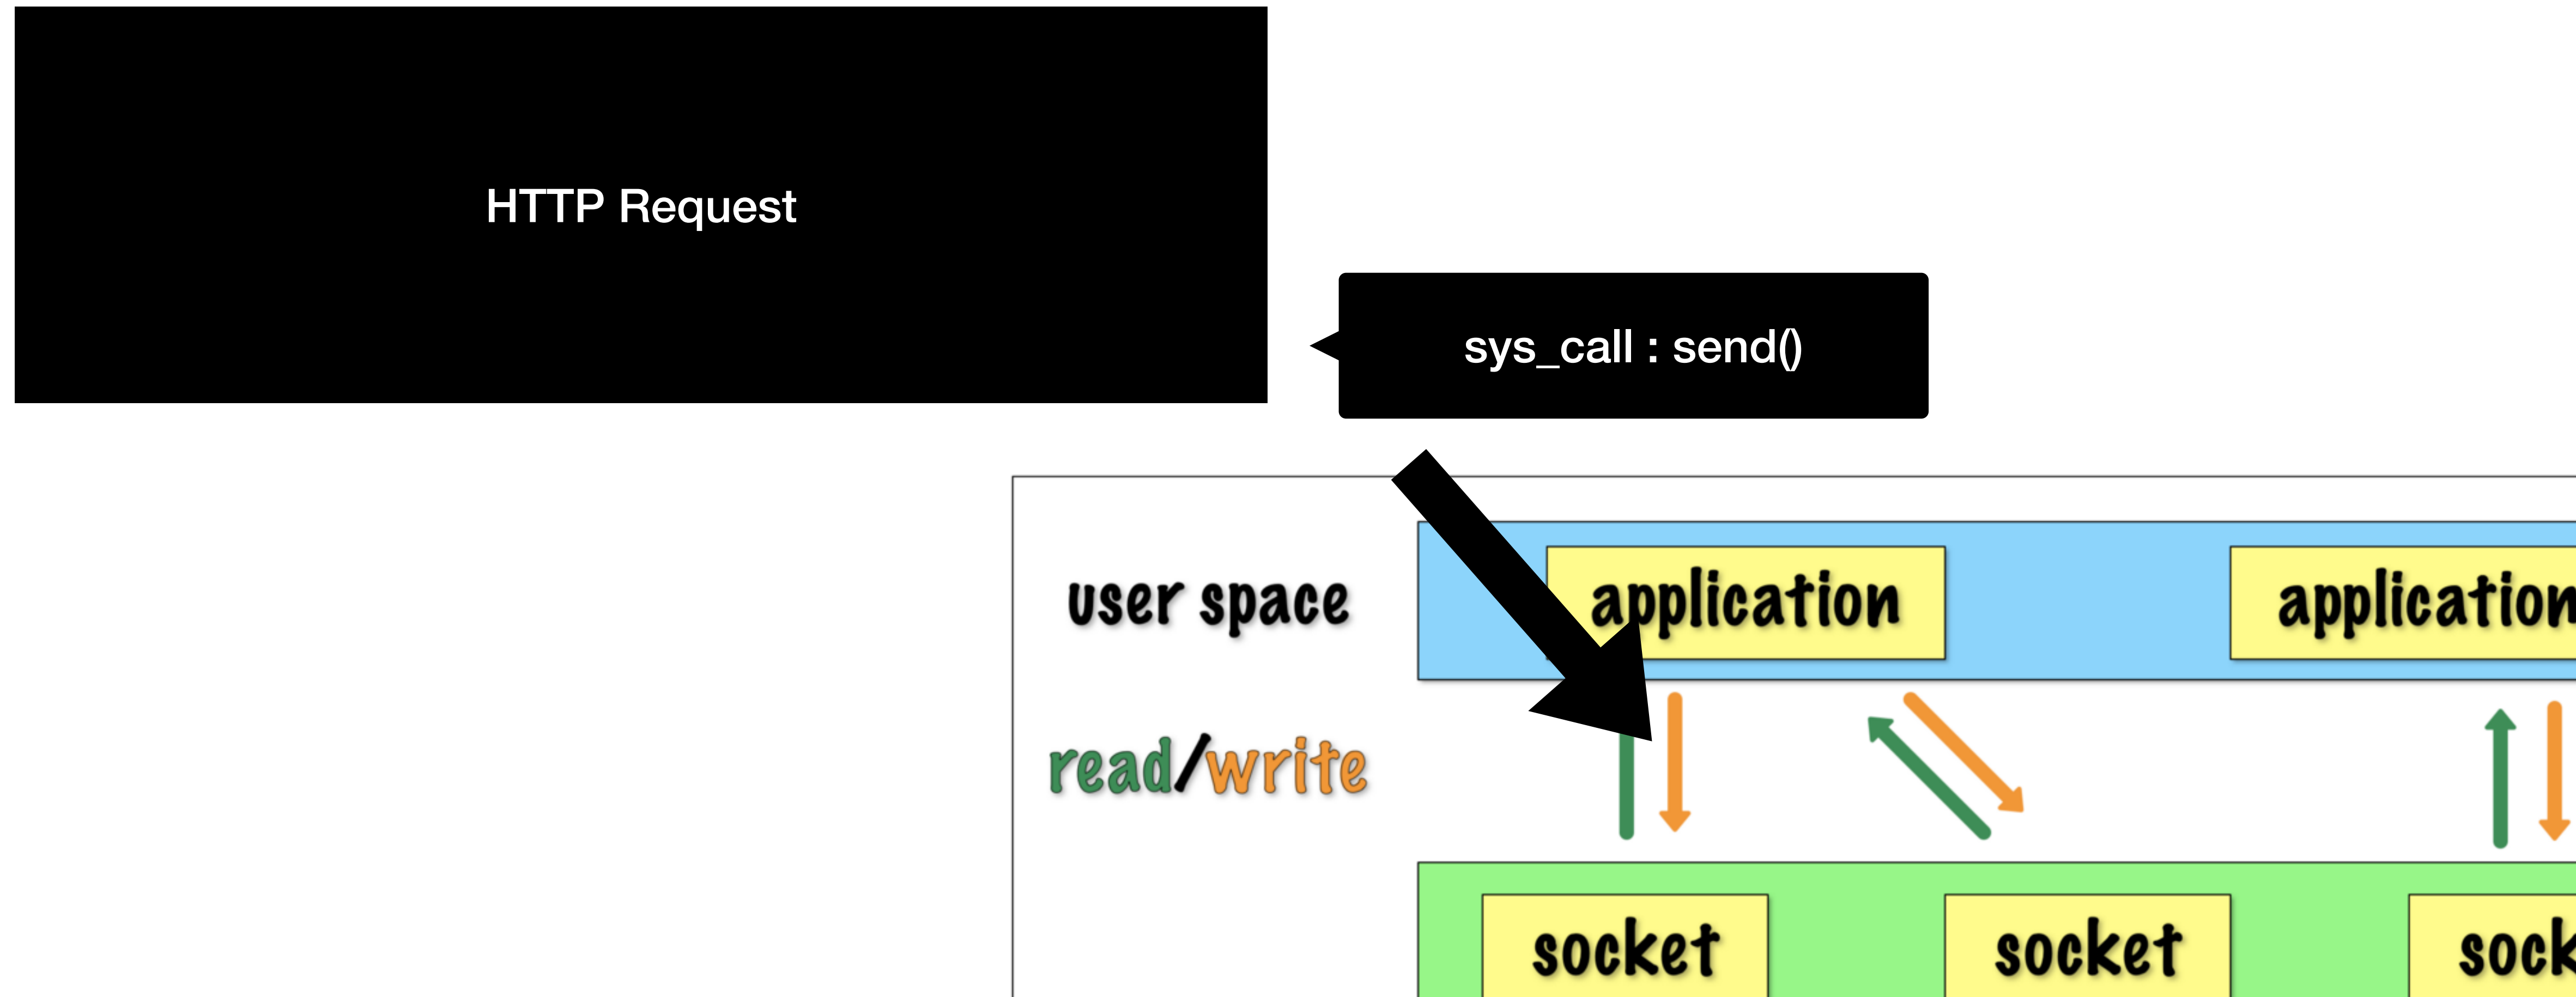 HTTP Request
sys_call : send()
user space
application
application
read/write
socket
socket